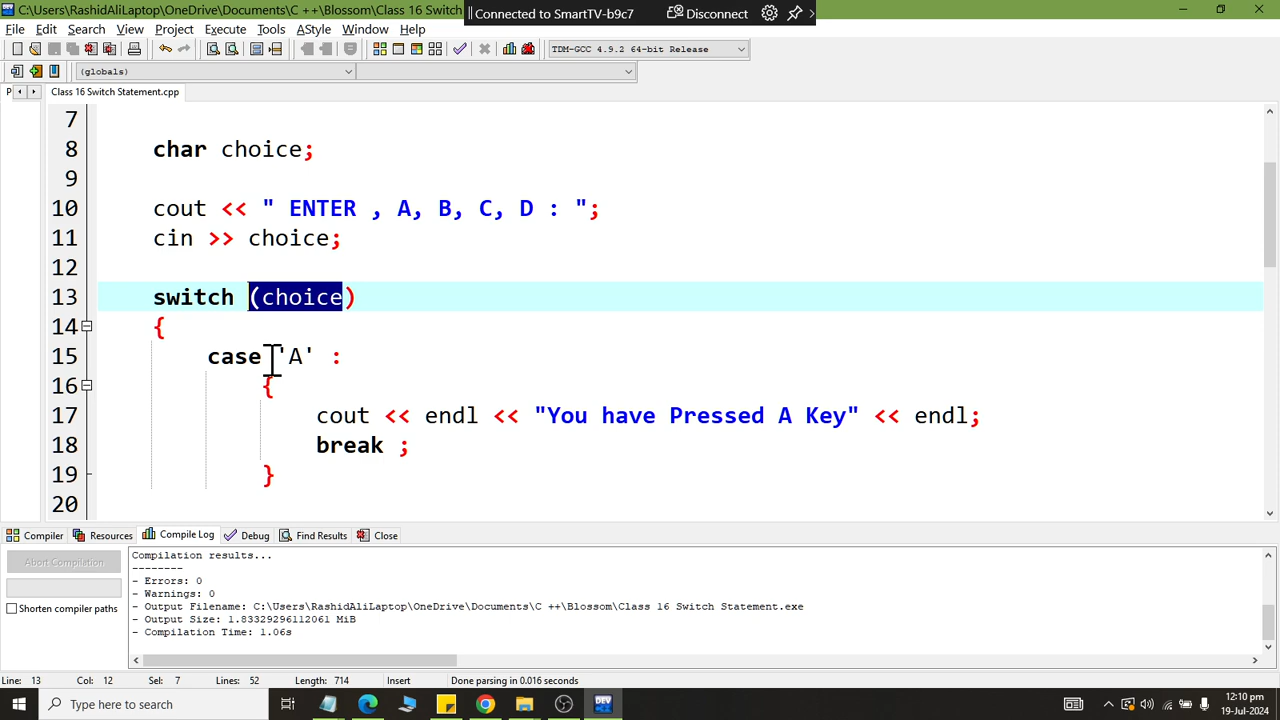 C:\Users\RashidAliLaptop\OneDrive\Documents\C ++\Blossom\Class 16 Switch
Connected to SmartTV-b9c7
Disconnect
File Edit Search View Project Execute Tools AStyle Window Help
TDM-GCC 4.9.2 64-bit Release
(globals)
P
Class 16 Switch Statement.cpp
7
8 char choice;
9
10 cout << " ENTER , A, B, C, D : ";
11 cin >> choice;
12
13 switch (choice)
14 {
15 case 'A' :
16 {
17 cout << endl << "You have Pressed A Key" << endl;
18 break ;
19 }
20
Compiler Resources Compile Log Debug Find Results Close
Abort Compilation
Shorten compiler paths
Compilation results...
--------
- Errors: 0
- Warnings: 0
- Output Filename: C:\Users\RashidAliLaptop\OneDrive\Documents\C ++\Blossom\Class 16 Switch Statement.exe
- Output Size: 1.83329296112061 MiB
- Compilation Time: 1.06s
Line: 13 Col: 12 Sel: 7 Lines: 52 Length: 714 Insert Done parsing in 0.016 seconds
Type here to search
DEV
12:10 pm
19-Jul-2024